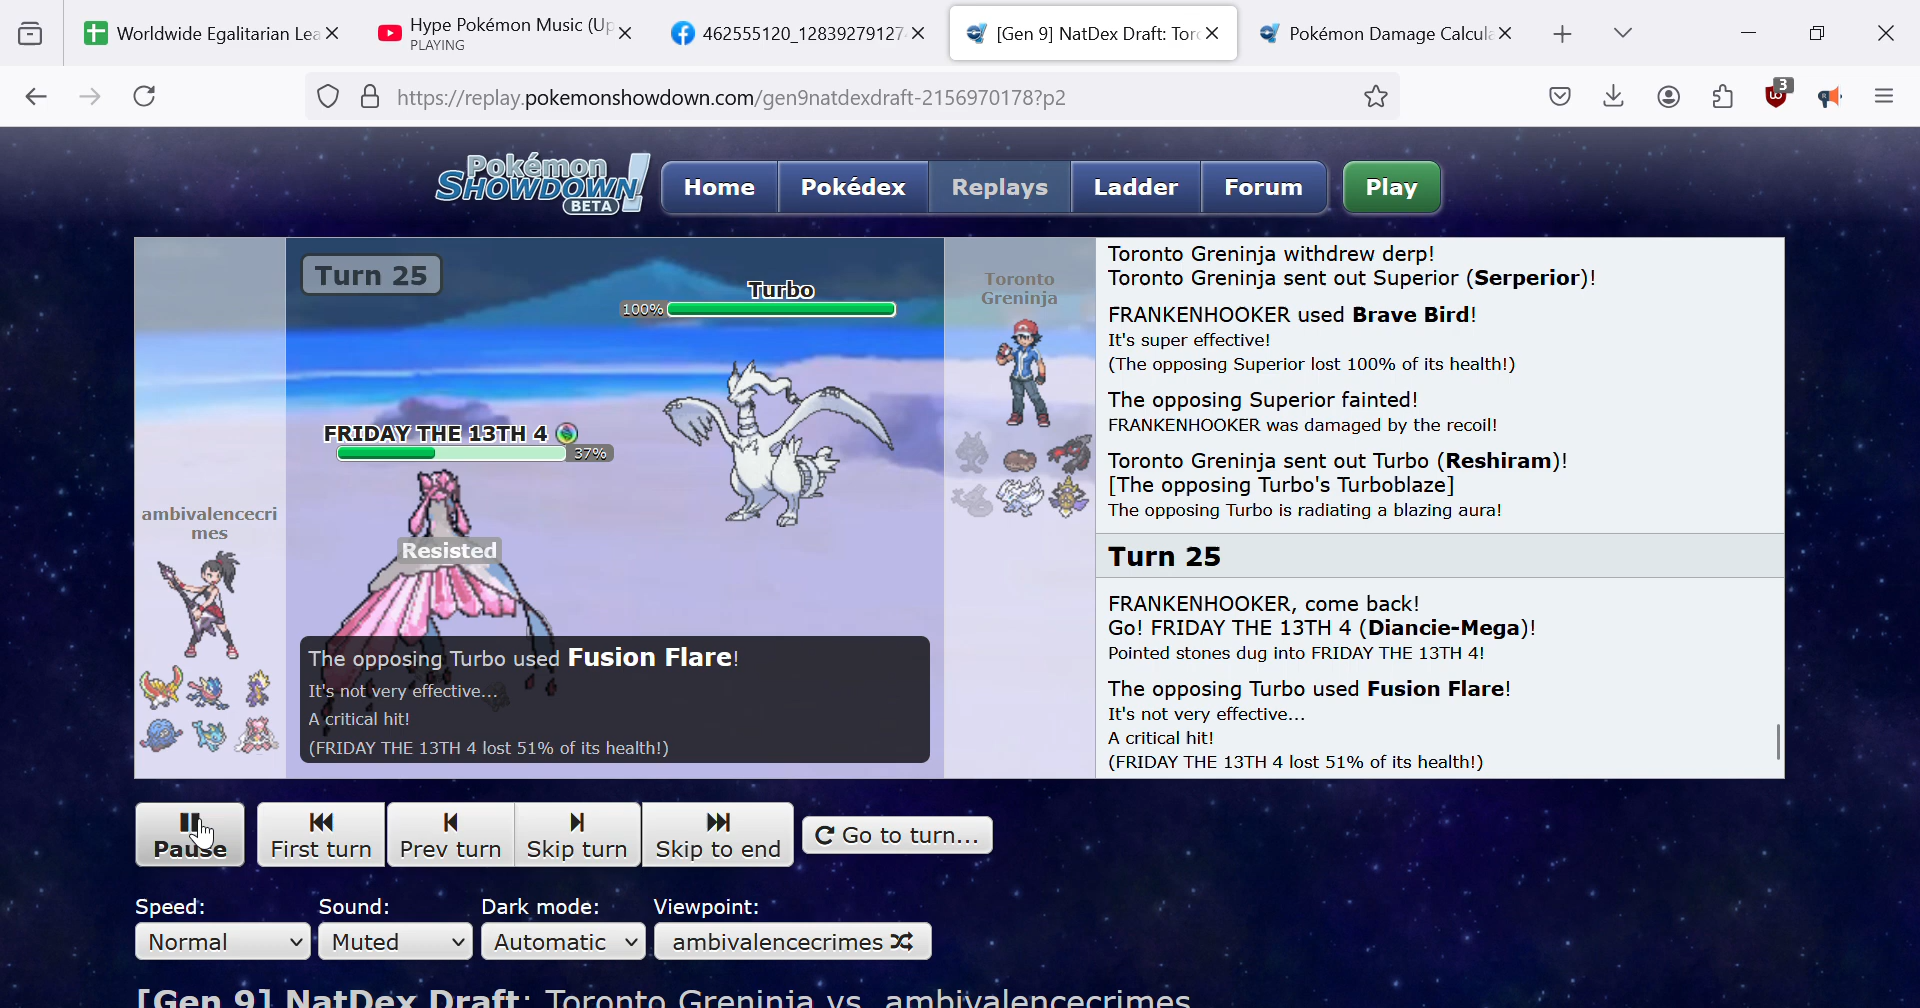 Worldwide Egalitarian Lea
Hype Pokémon Music (Up
PLAYING
462555120_12839279127
[Gen 9] NatDex Draft: Toro
Pokémon Damage Calcula
https://replay.pokemonshowdown.com/gen9natdexdraft-2156970178?p2
3
Pokémon
SHOWDOWN!
BETA
Home
Pokédex
Replays
Ladder
Forum
Play
Turn 25
Turbo
100%
FRIDAY THE 13TH 4
37%
Resisted
ambivalencecri
mes
Toronto
Greninja
The opposing Turbo used Fusion Flare!
It's not very effective...
A critical hit!
(FRIDAY THE 13TH 4 lost 51% of its health!)
Toronto Greninja withdrew derp!
Toronto Greninja sent out Superior (Serperior)!
FRANKENHOOKER used Brave Bird!
It's super effective!
(The opposing Superior lost 100% of its health!)
The opposing Superior fainted!
FRANKENHOOKER was damaged by the recoil!
Toronto Greninja sent out Turbo (Reshiram)!
[The opposing Turbo's Turboblaze]
The opposing Turbo is radiating a blazing aura!
Turn 25
FRANKENHOOKER, come back!
Go! FRIDAY THE 13TH 4 (Diancie-Mega)!
Pointed stones dug into FRIDAY THE 13TH 4!
The opposing Turbo used Fusion Flare!
It's not very effective...
A critical hit!
(FRIDAY THE 13TH 4 lost 51% of its health!)
Pause
First turn
Prev turn
Skip turn
Skip to end
Go to turn...
Speed:
Sound:
Dark mode:
Viewpoint:
Normal
Muted
Automatic
ambivalencecrimes
[Gen 9] NatDex Draft: Toronto Greninja vs. ambivalencecrimes